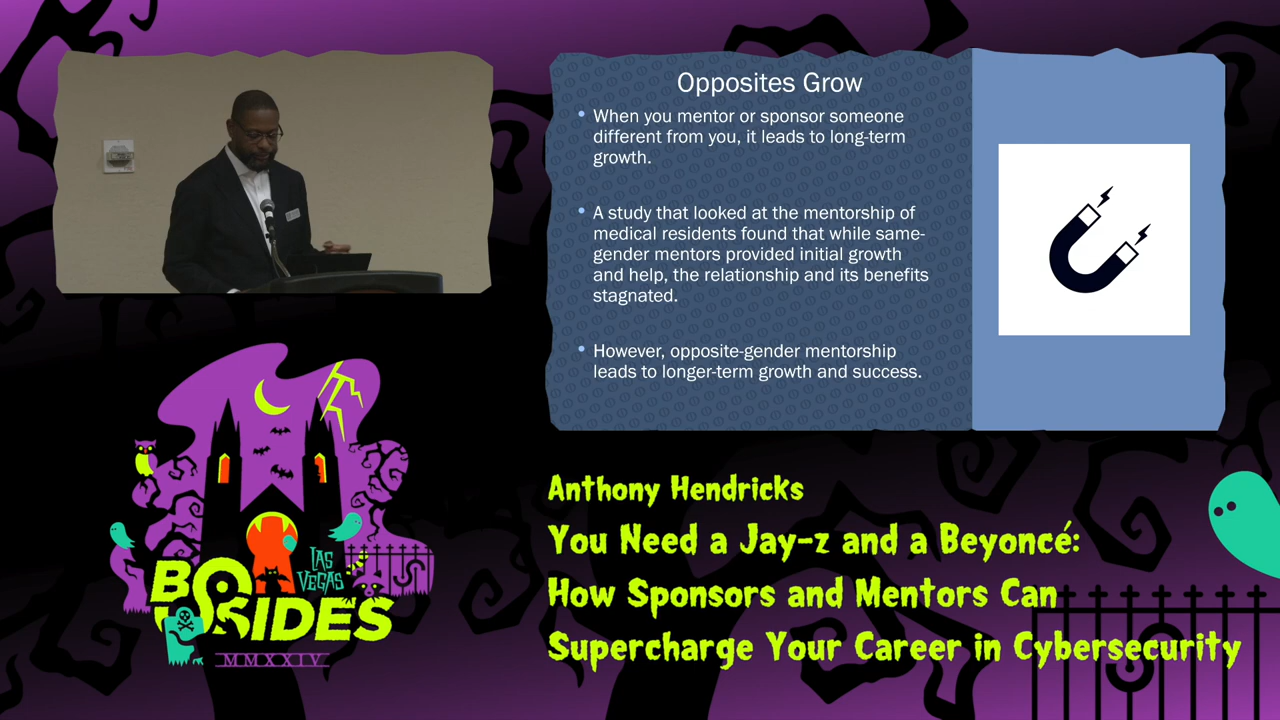 Opposites Grow
• When you mentor or sponsor someone
different from you, it leads to long-term
growth.
• A study that looked at the mentorship of
medical residents found that while same-
gender mentors provided initial growth
and help, the relationship and its benefits
stagnated.
• However, opposite-gender mentorship
leads to longer-term growth and success.
LAS
VEGAS
BSIDES
MMXXIV
Anthony Hendricks
You Need a Jay-z and a Beyoncé:
How Sponsors and Mentors Can
Supercharge Your Career in Cybersecurity